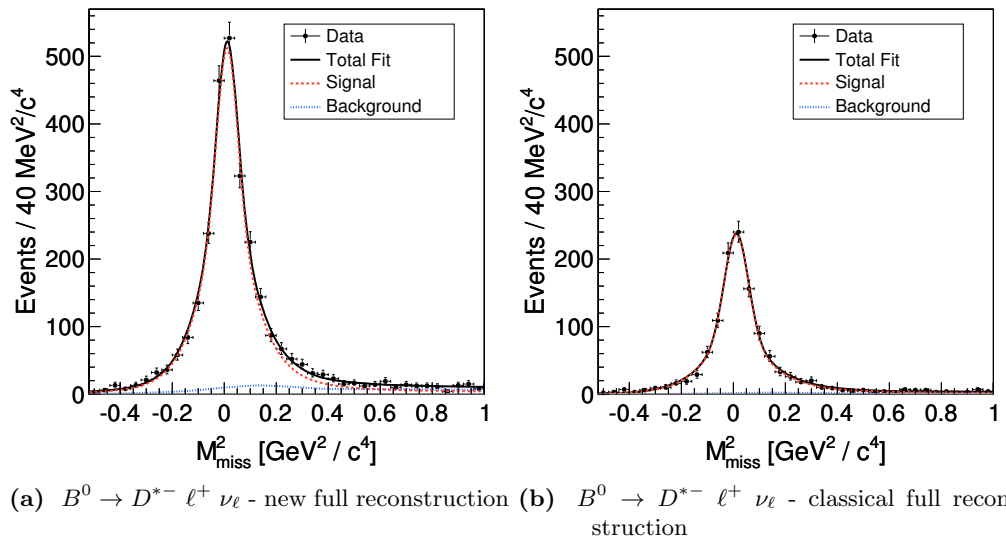 Events / 40 MeV²/c⁴
500
400
300
200
100
0
Data
Total Fit
Signal
Background
-0.4 -0.2 0 0.2 0.4 0.6 0.8 1
M²miss [GeV² / c⁴]
Events / 40 MeV²/c⁴
500
400
300
200
100
0
Data
Total Fit
Signal
Background
-0.4 -0.2 0 0.2 0.4 0.6 0.8 1
M²miss [GeV² / c⁴]
(a) B⁰ → D*⁻ ℓ⁺ νℓ - new full reconstruction
(b) B⁰ → D*⁻ ℓ⁺ νℓ - classical full recon
struction